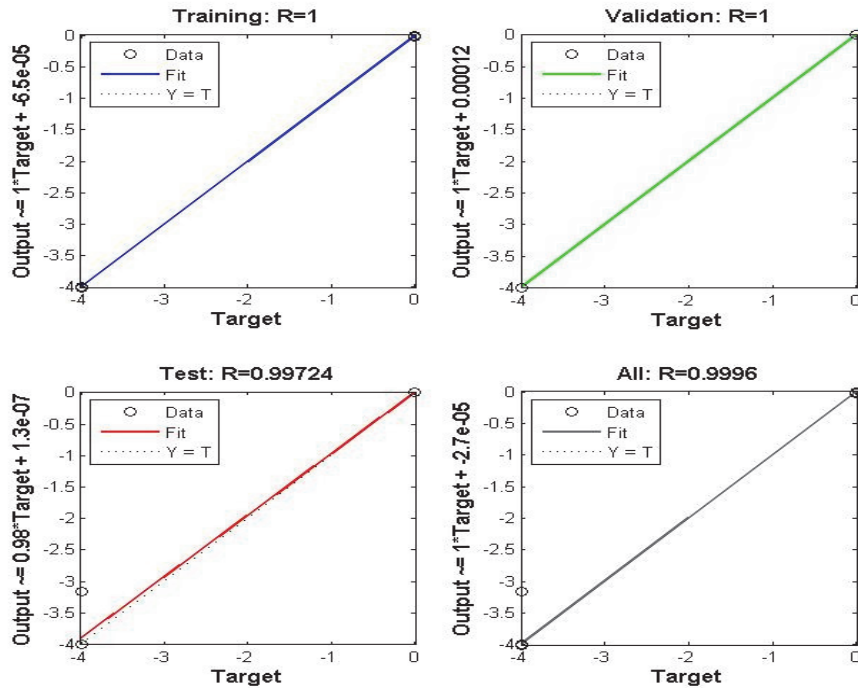 Training: R=1
Output ~= 1*Target + -6.5e-05
0
-0.5
-1
-1.5
-2
-2.5
-3
-3.5
-4
Data
Fit
Y = T
-4
-3
-2
-1
0
Target
Validation: R=1
Output ~= 1*Target + 0.00012
0
-0.5
-1
-1.5
-2
-2.5
-3
-3.5
-4
Data
Fit
Y = T
-4
-3
-2
-1
0
Target
Test: R=0.99724
Output ~= 0.98*Target + 1.3e-07
0
-0.5
-1
-1.5
-2
-2.5
-3
-3.5
-4
Data
Fit
Y = T
-4
-3
-2
-1
0
Target
All: R=0.9996
Output ~= 1*Target + -2.7e-05
0
-0.5
-1
-1.5
-2
-2.5
-3
-3.5
-4
Data
Fit
Y = T
-4
-3
-2
-1
0
Target